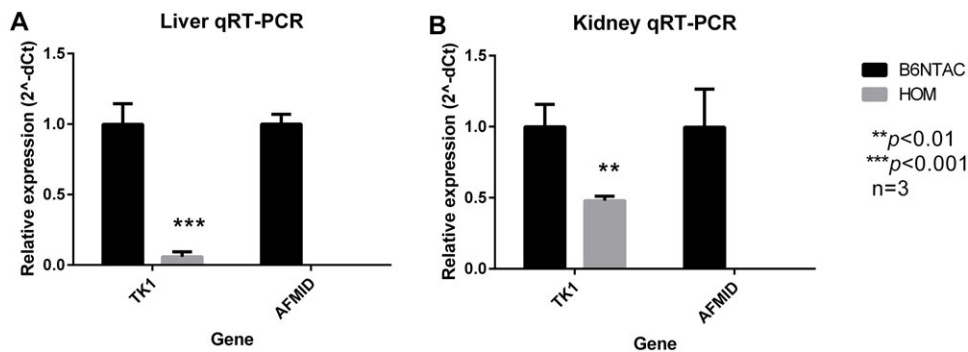 A
Liver qRT-PCR
Relative expression (2^-dCt)
1.5
1.0
0.5
0.0
***
TK1
AFMID
Gene
B
Kidney qRT-PCR
Relative expression (2^-dCt)
1.5
1.0
0.5
0.0
**
TK1
AFMID
Gene
B6NTAC
HOM
**p<0.01
***p<0.001
n=3